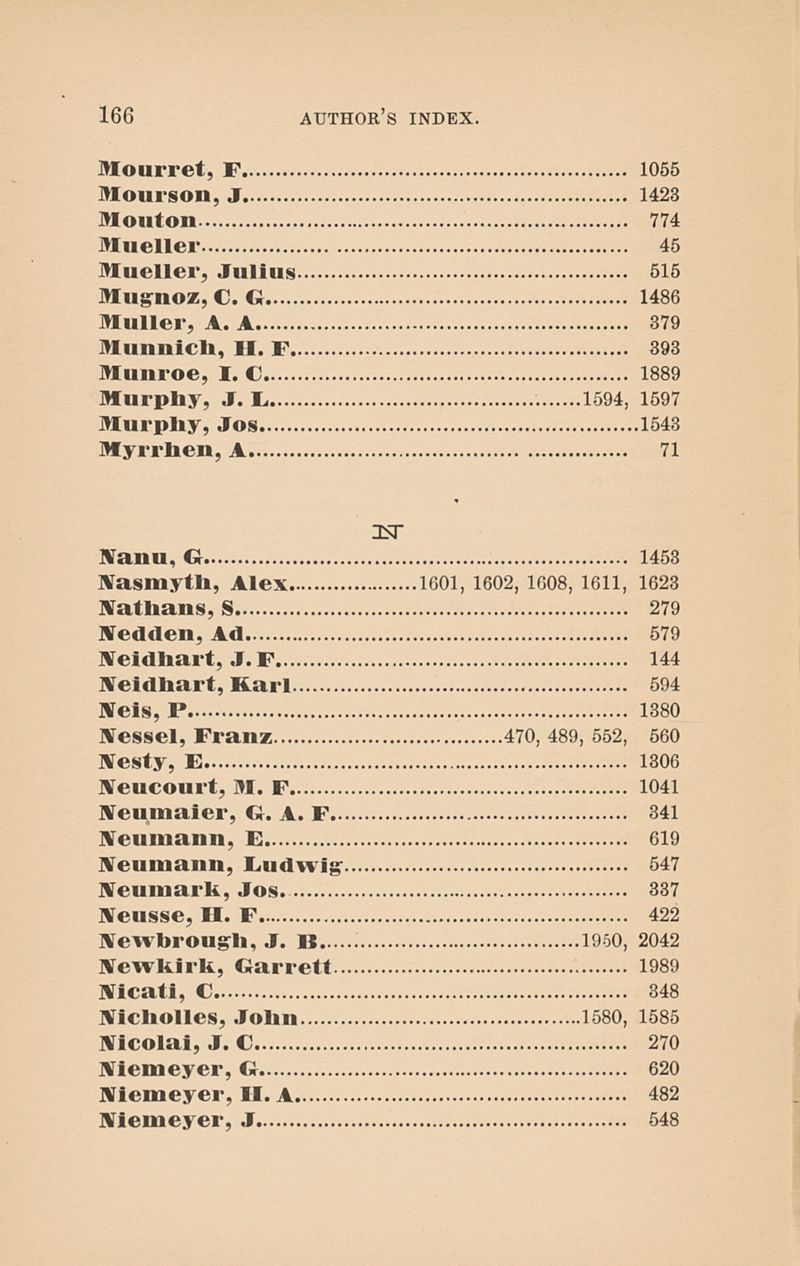 166 AUTHOR'S INDEX.
Mourret, F. 1055
Mourson, J. 1423
Mouton 774
Mueller 45
Mueller, Julius 515
Mugnoz, C. G. 1486
Muller, A. A. 379
Munnich, H. F. 393
Munroe, I. C. 1889
Murphy, J. L. 1594, 1597
Murphy, Jos. 1543
Myrrhen, A. 71
N
Nanu, G. 1453
Nasmyth, Alex. 1601, 1602, 1608, 1611, 1623
Nathans, S. 279
Nedden, Ad. 579
Neidhart, J. F. 144
Neidhart, Karl 594
Neis, P. 1380
Nessel, Franz 470, 489, 552, 560
Nesty, E. 1306
Neucourt, M. F. 1041
Neumaier, G. A. F. 341
Neumann, E. 619
Neumann, Ludwig 547
Neumark, Jos. 337
Neusse, H. F. 422
Newbrough, J. B. 1950, 2042
Newkirk, Garrett 1989
Nicati, C. 348
Nicholles, John 1580, 1585
Nicolai, J. C. 270
Niemeyer, G. 620
Niemeyer, H. A. 482
Niemeyer, J. 548